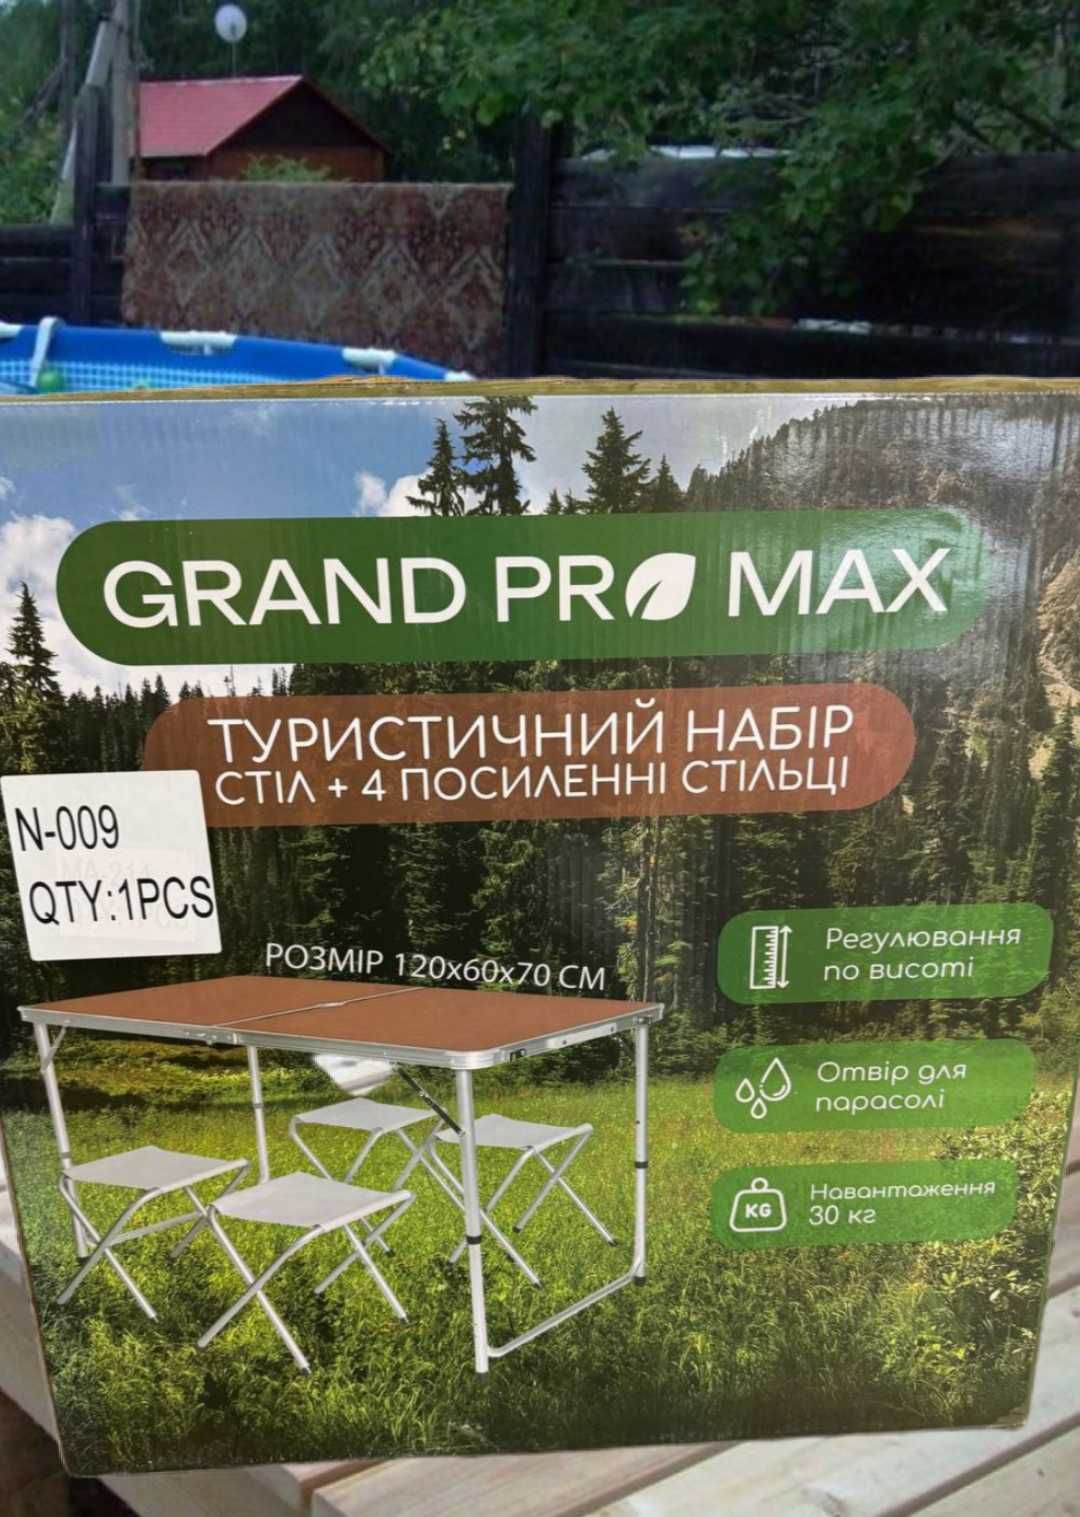 GRAND PRO MAX
ТУРИСТИЧНИЙ НАБІР
СТІЛ + 4 ПОСИЛЕННІ СТІЛЬЦІ
N-009
QTY:1PCS
РОЗМІР 120х60х70 СМ
Регулювання
по висоті
Отвір для
парасолі
KG
Навантаження
30 кг